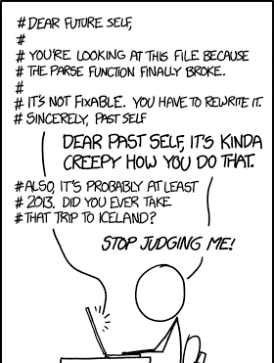 # DEAR FUTURE SELF,
#
# YOU'RE LOOKING AT THIS FILE BECAUSE
# THE PARSE FUNCTION FINALLY BROKE.
#
# IT'S NOT FIXABLE. YOU HAVE TO REWRITE IT.
# SINCERELY, PAST SELF
DEAR PAST SELF, IT'S KINDA
CREEPY HOW YOU DO THAT.
# ALSO, IT'S PROBABLY AT LEAST
# 2013. DID YOU EVER TAKE
# THAT TRIP TO ICELAND?
STOP JUDGING ME!